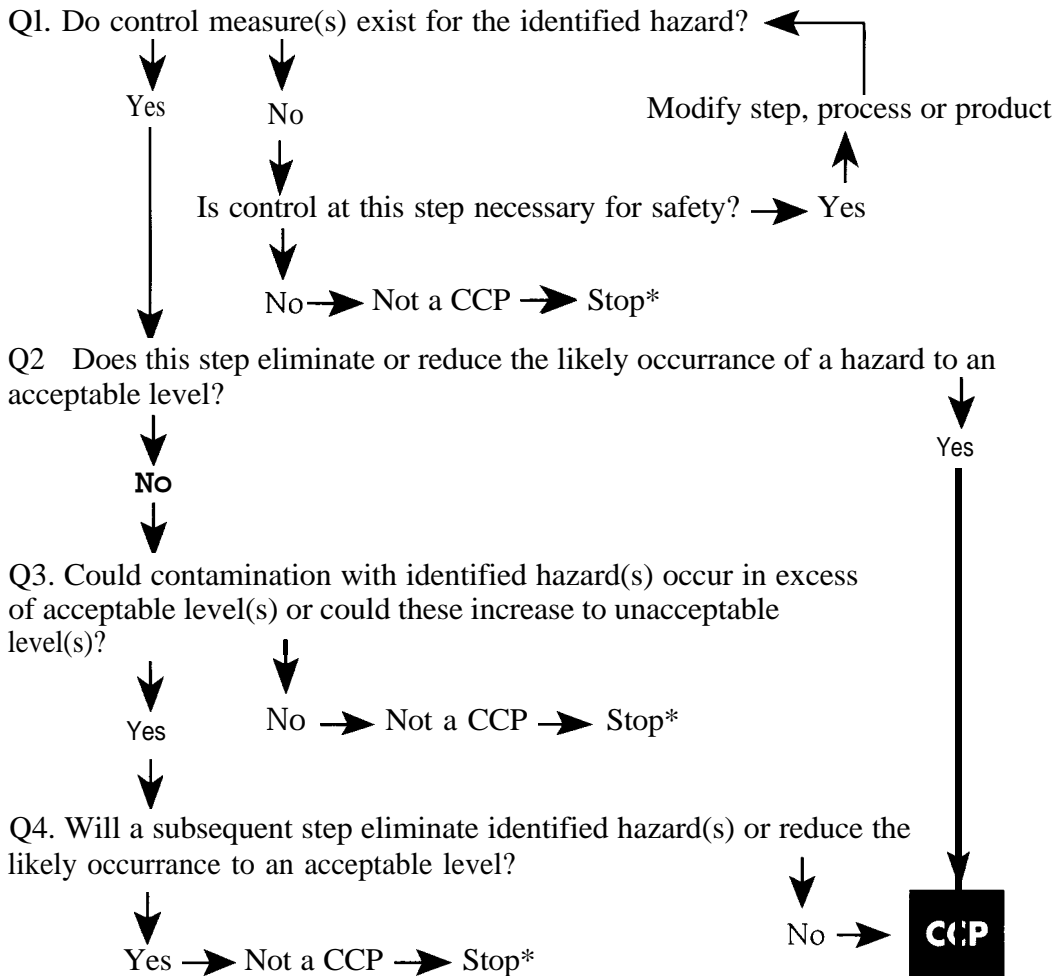 Ql. Do control measure(s) exist for the identified hazard?
Yes
No
Modify step, process or product
Is control at this step necessary for safety? Yes
No Not a CCP Stop*
Q2 Does this step eliminate or reduce the likely occurrance of a hazard to an
acceptable level?
Yes
No
Q3. Could contamination with identified hazard(s) occur in excess
of acceptable level(s) or could these increase to unacceptable
level(s)?
Yes
No Not a CCP Stop*
Q4. Will a subsequent step eliminate identified hazard(s) or reduce the
likely occurrance to an acceptable level?
No CCP
Yes Not a CCP Stop*